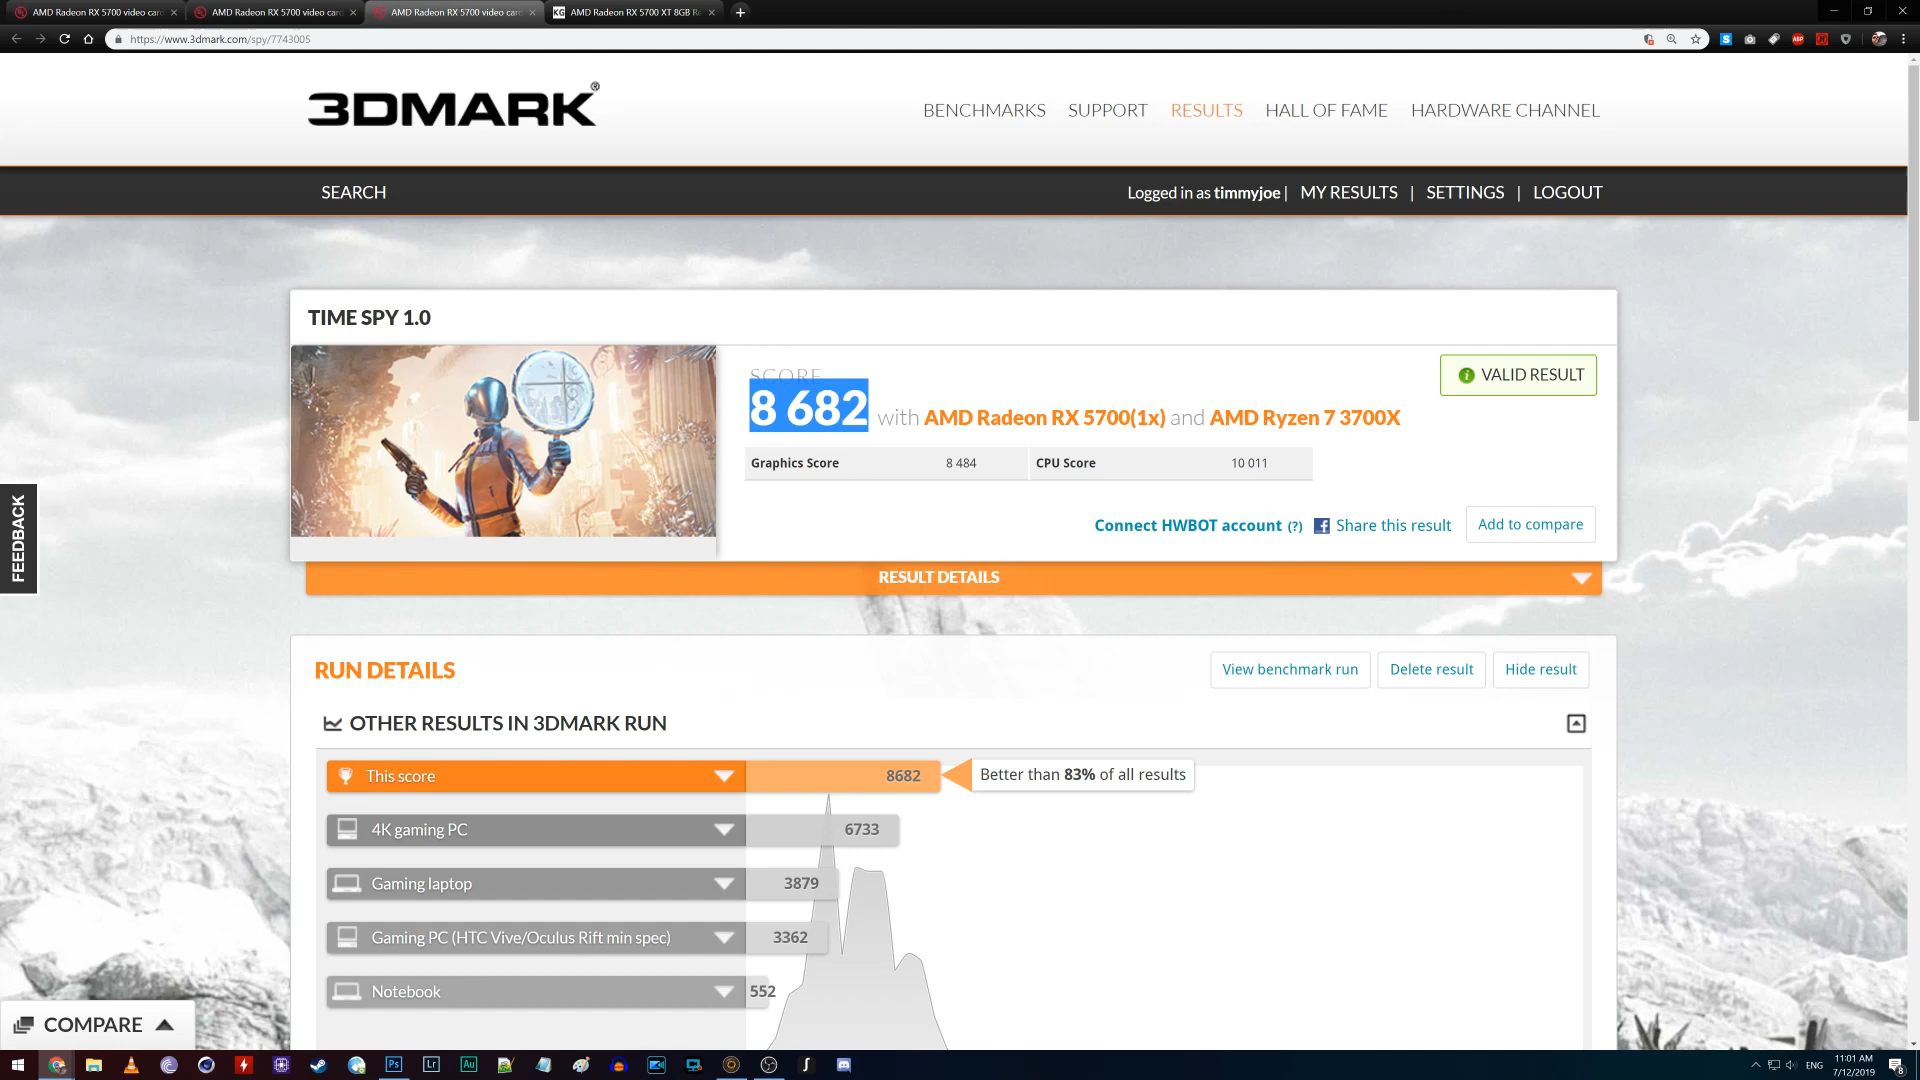 AMD Radeon RX 5700 video car
AMD Radeon RX 5700 video car
AMD Radeon RX 5700 video car
KG AMD Radeon RX 5700 XT 8GB R
https://www.3dmark.com/spy/7743005
S
ABP
3DMARK®
BENCHMARKS SUPPORT RESULTS HALL OF FAME HARDWARE CHANNEL
SEARCH
Logged in as timmyjoe | MY RESULTS | SETTINGS | LOGOUT
TIME SPY 1.0
SCORE
8 682 with AMD Radeon RX 5700(1x) and AMD Ryzen 7 3700X
VALID RESULT
Graphics Score 8 484 CPU Score 10 011
Connect HWBOT account (?) Share this result Add to compare
FEEDBACK
RESULT DETAILS
RUN DETAILS
View benchmark run Delete result Hide result
OTHER RESULTS IN 3DMARK RUN
This score 8682 Better than 83% of all results
4K gaming PC 6733
Gaming laptop 3879
Gaming PC (HTC Vive/Oculus Rift min spec) 3362
Notebook 552
COMPARE
Ps
Lr
Au
ENG
11:01 AM
7/12/2019
8